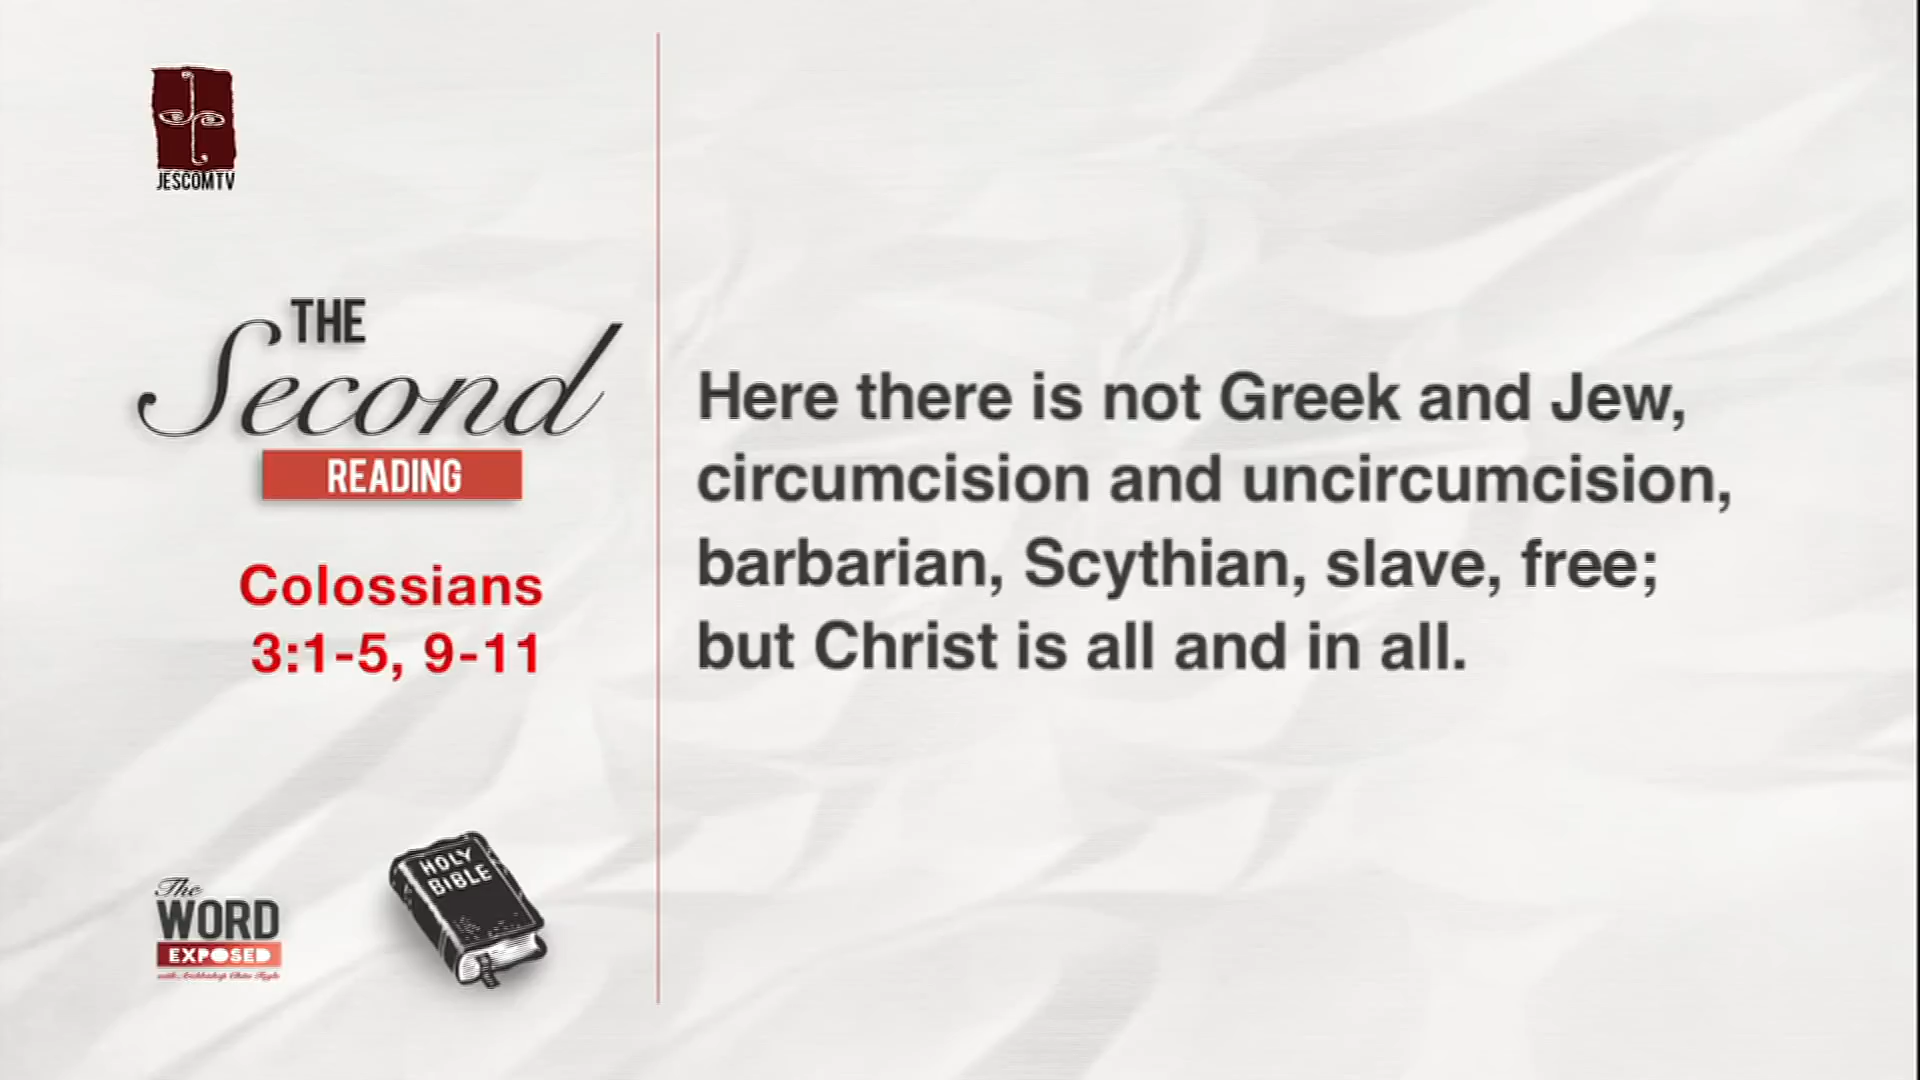 JESCOMTV
THE
Second
READING
Colossians
3:1-5, 9-11
Here there is not Greek and Jew,
circumcision and uncircumcision,
barbarian, Scythian, slave, free;
but Christ is all and in all.
HOLY
BIBLE
The
WORD
EXPOSED